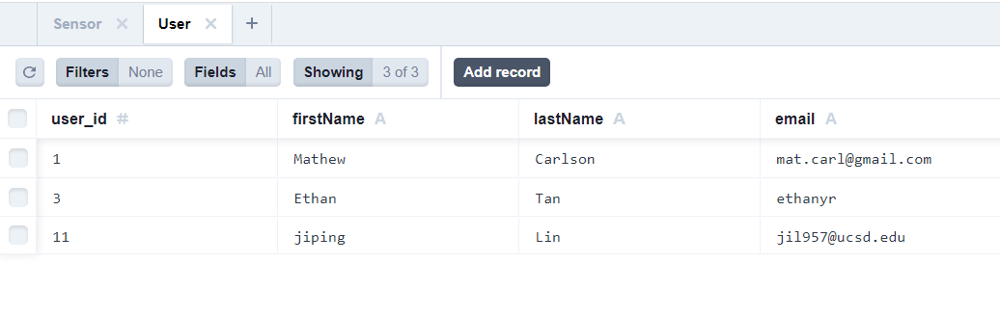 Sensor × User × +
Filters None Fields All Showing 3 of 3 Add record
user_id # firstName A lastName A email A
1 Mathew Carlson mat.carl@gmail.com
3 Ethan Tan ethanyr
11 jiping Lin jil957@ucsd.edu